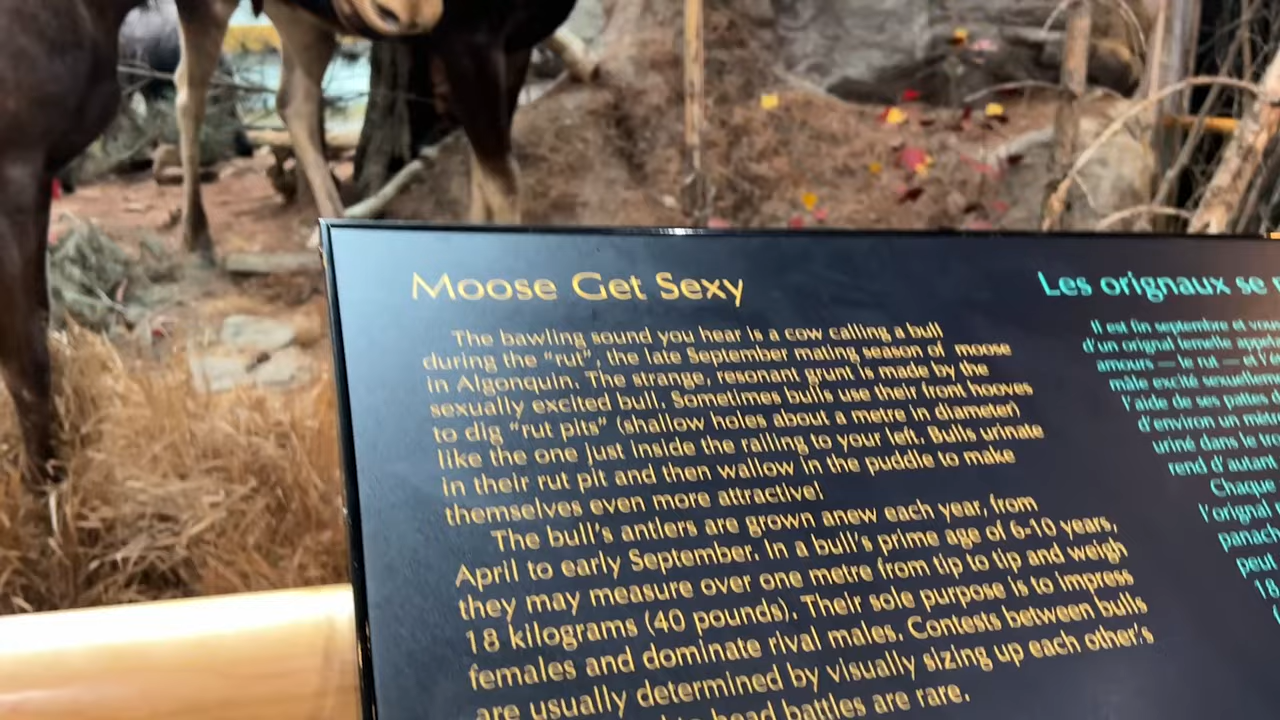 Moose Get Sexy
The bawling sound you hear is a cow calling a bull
during the "rut", the late September mating season of moose
in Algonquin. The strange, resonant grunt is made by the
sexually excited bull. Sometimes bulls use their front hooves
to dig "rut pits" (shallow holes about a metre in diameter)
like the one just inside the railing to your left. Bulls urinate
in their rut pit and then wallow in the puddle to make
themselves even more attractive!
The bull's antlers are grown anew each year, from
April to early September. In a bull's prime age of 6-10 years,
they may measure over one metre from tip to tip and weigh
18 kilograms (40 pounds). Their sole purpose is to impress
females and dominate rival males. Contests between bulls
are usually determined by visually sizing up each other's
head battles are rare.
Les orignaux se
Il est fin septembre et vous
d'un orignal femelle
amours — le rut — et
mâle excité
l'aide de ses pattes
d'environ un
uriné dans le
rend d'autant
Chaque
l'orignal
peut
18